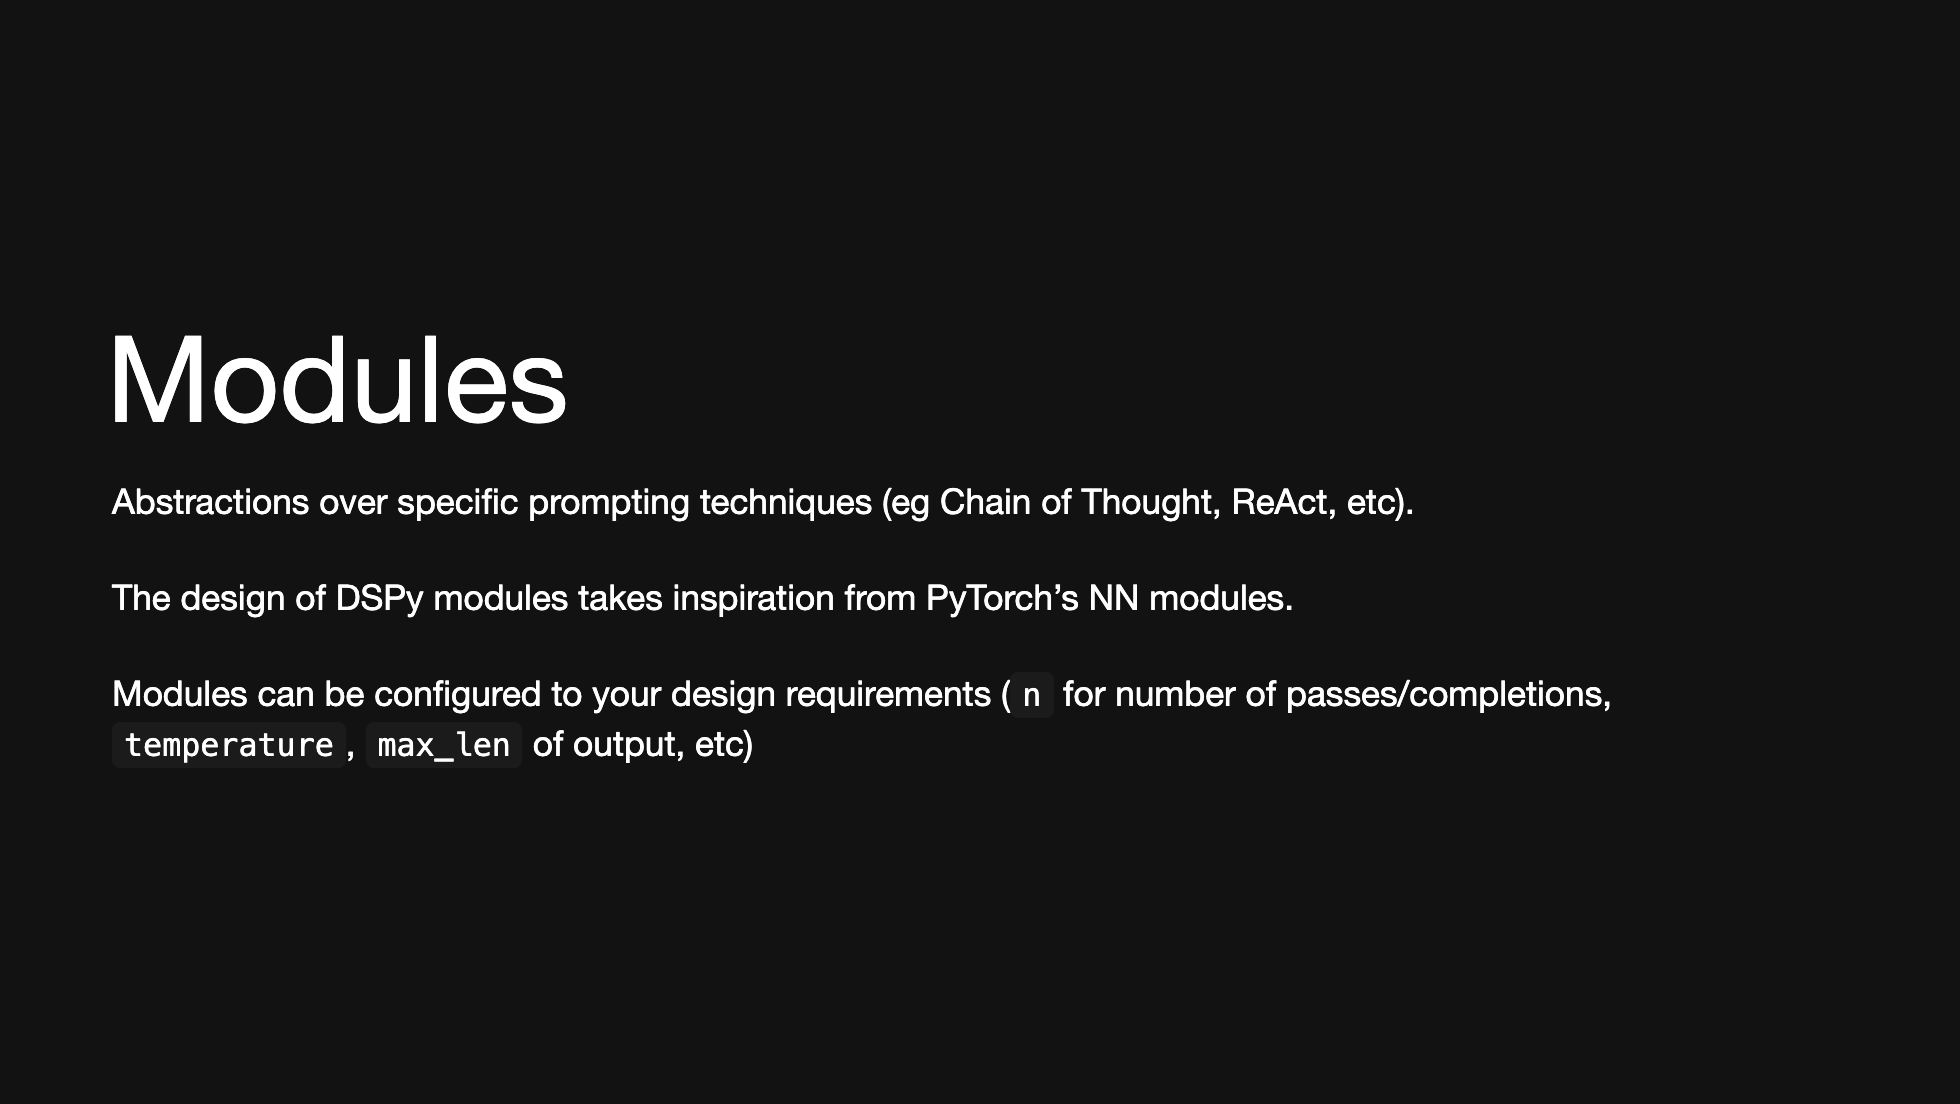 Modules
Abstractions over specific prompting techniques (eg Chain of Thought, ReAct, etc).
The design of DSPy modules takes inspiration from PyTorch’s NN modules.
Modules can be configured to your design requirements ( n for number of passes/completions,
temperature , max_len of output, etc)